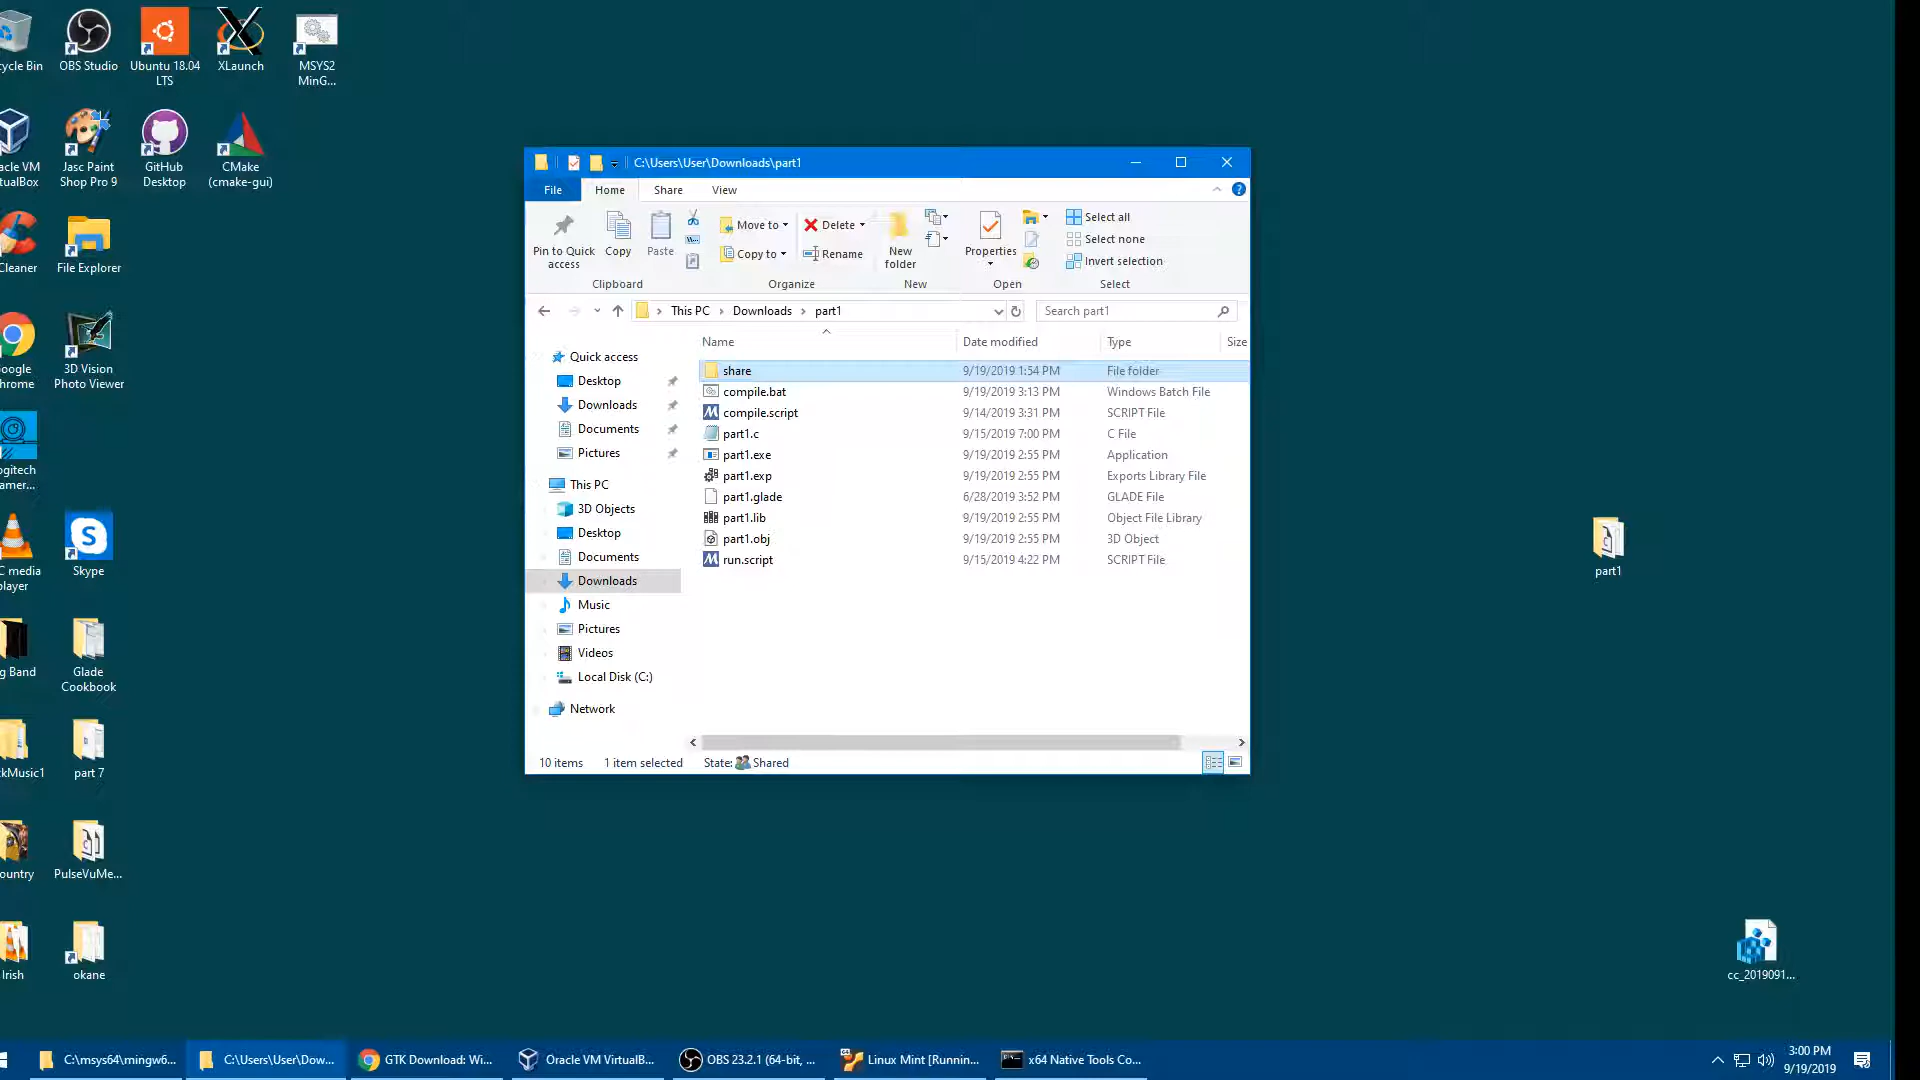 cycle Bin
OBS Studio
Ubuntu 18.04
LTS
XLaunch
MSYS2
MinG...
acle VM
tualBox
Jasc Paint
Shop Pro 9
GitHub
Desktop
CMake
(cmake-gui)
Cleaner
File Explorer
oogle
hrome
3D Vision
Photo Viewer
ogitech
amer...
C media
player
Skype
g Band
Glade
Cookbook
kMusic1
part 7
ountry
PulseVuMe...
Irish
okane
C:\Users\User\Downloads\part1
File
Home
Share
View
Pin to Quick
access
Copy
Paste
Move to
Copy to
Delete
Rename
New
folder
Properties
Select all
Select none
Invert selection
Clipboard
Organize
New
Open
Select
This PC
Downloads
part1
Search part1
Quick access
Desktop
Downloads
Documents
Pictures
This PC
3D Objects
Desktop
Documents
Downloads
Music
Pictures
Videos
Local Disk (C:)
Network
Name Date modified Type Size
share 9/19/2019 1:54 PM File folder
compile.bat 9/19/2019 3:13 PM Windows Batch File
compile.script 9/14/2019 3:31 PM SCRIPT File
part1.c 9/15/2019 7:00 PM C File
part1.exe 9/19/2019 2:55 PM Application
part1.exp 9/19/2019 2:55 PM Exports Library File
part1.glade 6/28/2019 3:52 PM GLADE File
part1.lib 9/19/2019 2:55 PM Object File Library
part1.obj 9/19/2019 2:55 PM 3D Object
run.script 9/15/2019 4:22 PM SCRIPT File
10 items 1 item selected State: Shared
part1
cc_2019091...
C:\msys64\mingw6...
C:\Users\User\Dow...
GTK Download: Wi...
Oracle VM VirtualB...
OBS 23.2.1 (64-bit, ...
Linux Mint [Runnin...
x64 Native Tools Co...
3:00 PM
9/19/2019